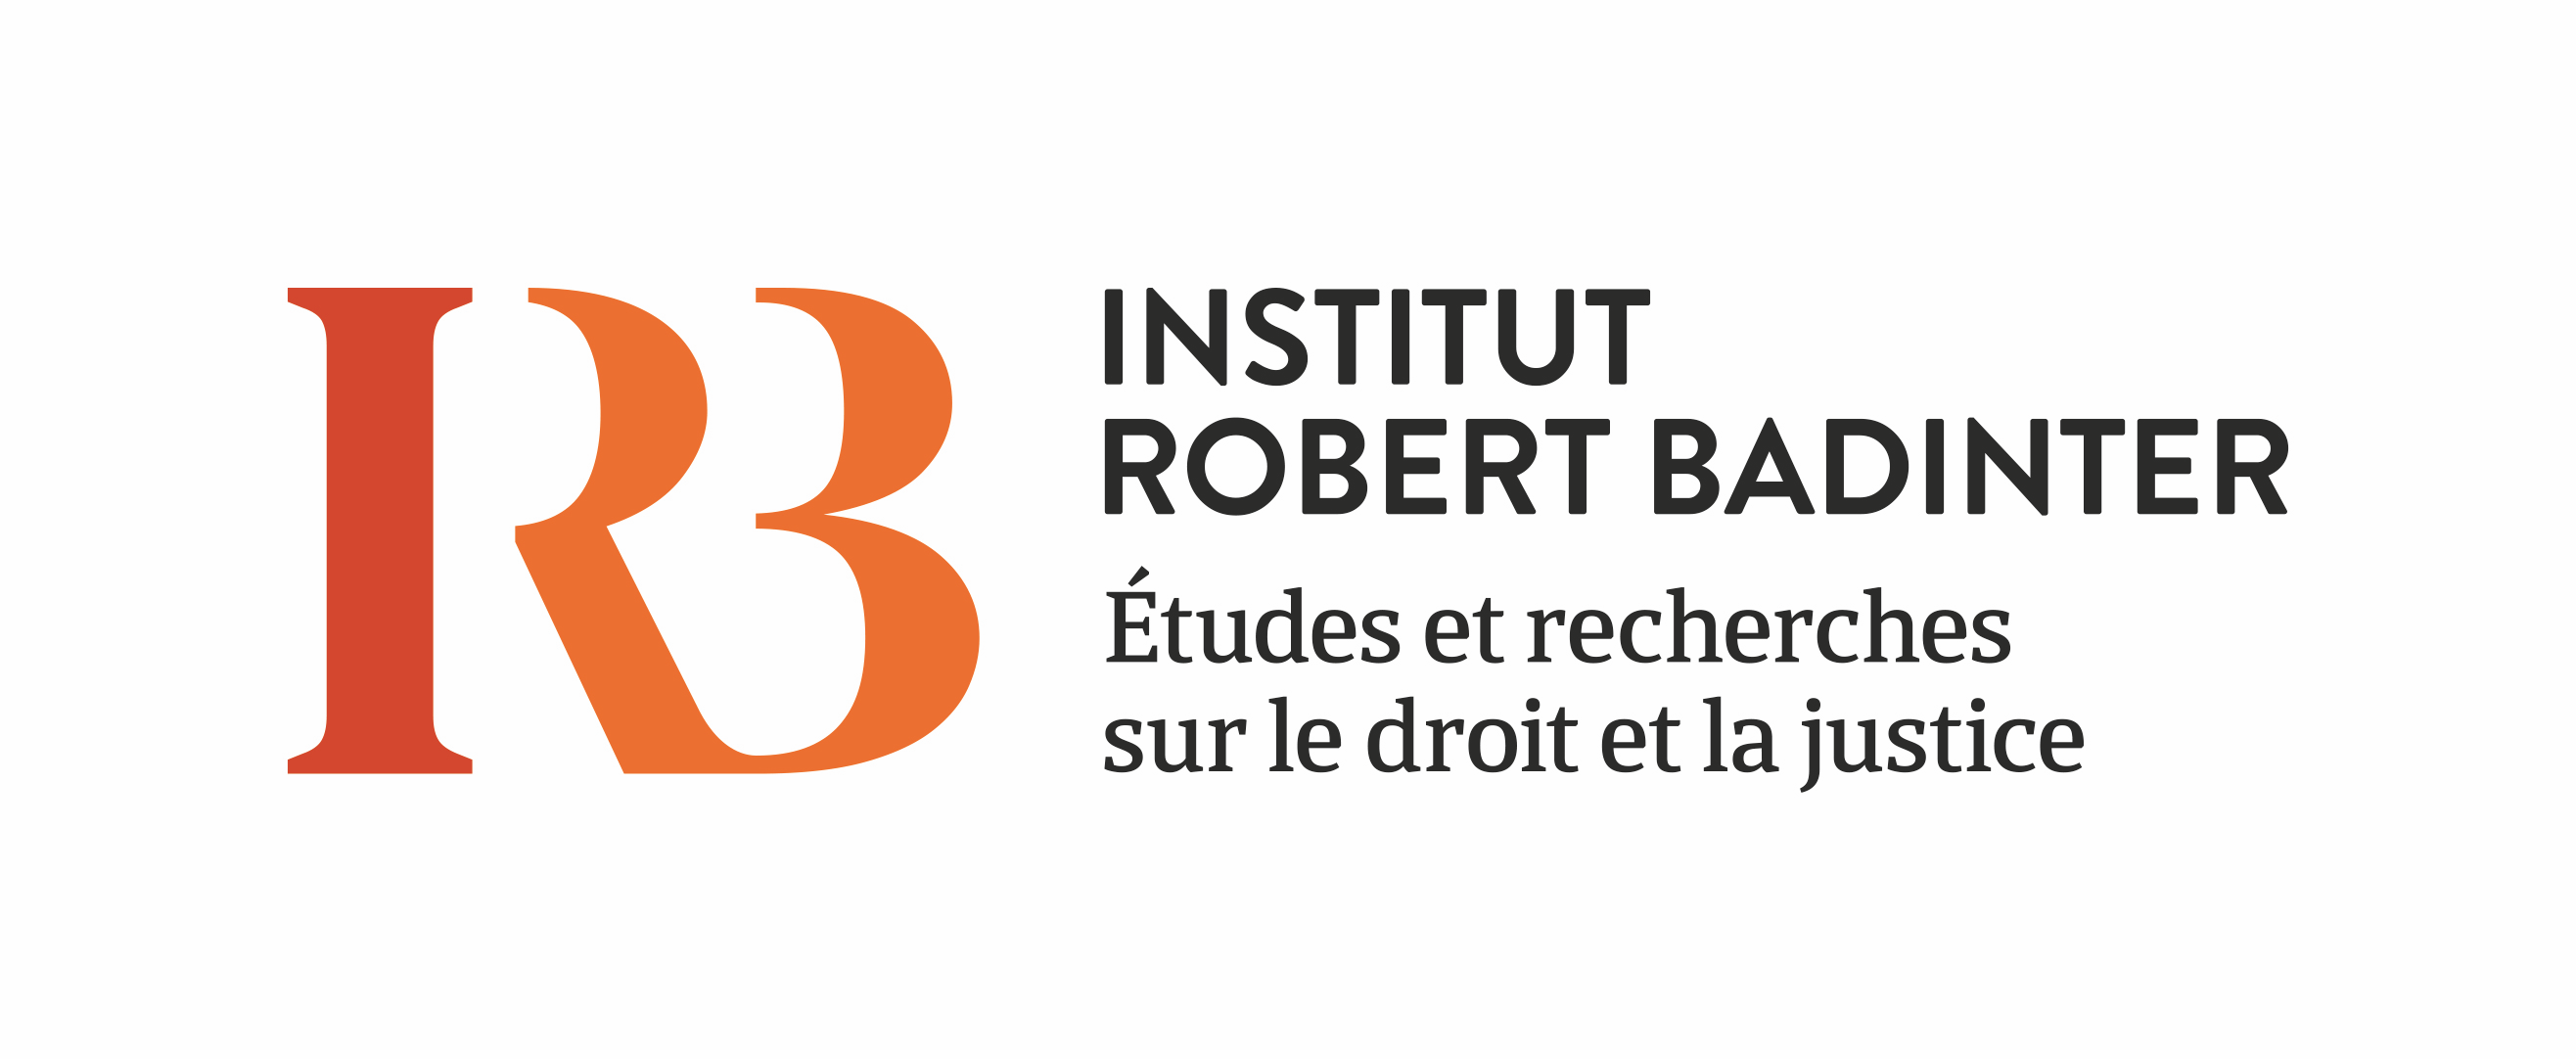 IRB
INSTITUT
ROBERT BADINTER
Études et recherches
sur le droit et la justice